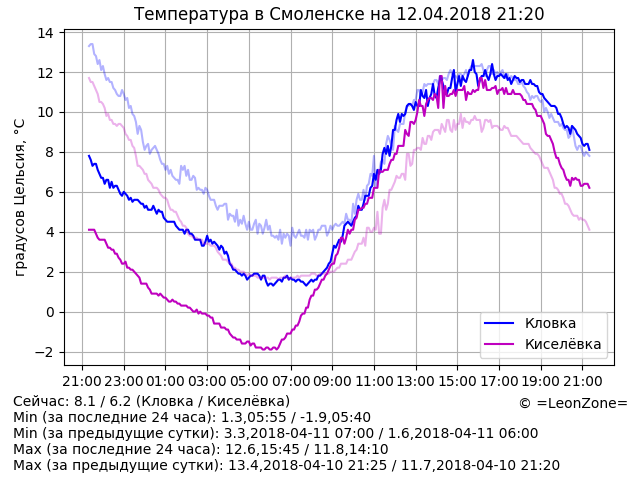 Температура в Смоленске на 12.04.2018 21:20
градусов Цельсия, °C
14
12
10
8
6
4
2
0
−2
Кловка
Киселёвка
21:00 23:00 01:00 03:00 05:00 07:00 09:00 11:00 13:00 15:00 17:00 19:00 21:00
Сейчас: 8.1 / 6.2 (Кловка / Киселёвка)
© =LeonZone=
Min (за последние 24 часа): 1.3,05:55 / -1.9,05:40
Min (за предыдущие сутки): 3.3,2018-04-11 07:00 / 1.6,2018-04-11 06:00
Max (за последние 24 часа): 12.6,15:45 / 11.8,14:10
Max (за предыдущие сутки): 13.4,2018-04-10 21:25 / 11.7,2018-04-10 21:20